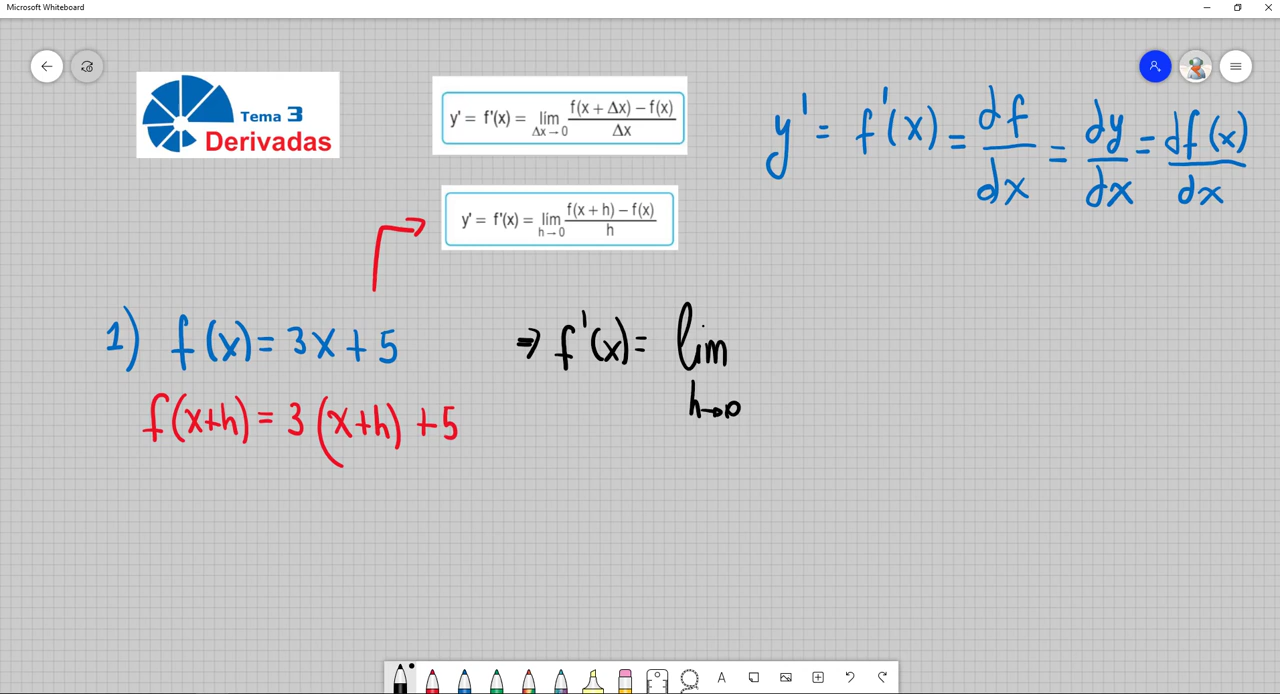 Microsoft Whiteboard
Tema 3
Derivadas
y' = f'(x) = lim Δx→0 f(x + Δx) − f(x) / Δx
y' = f'(x) = lim h→0 f(x + h) − f(x) / h
y' = f'(x) = df/dx = dy/dx = df(x)/dx
1) f(x) = 3x + 5
⇒ f'(x) = lim h→0
f(x+h) = 3(x+h) + 5
A